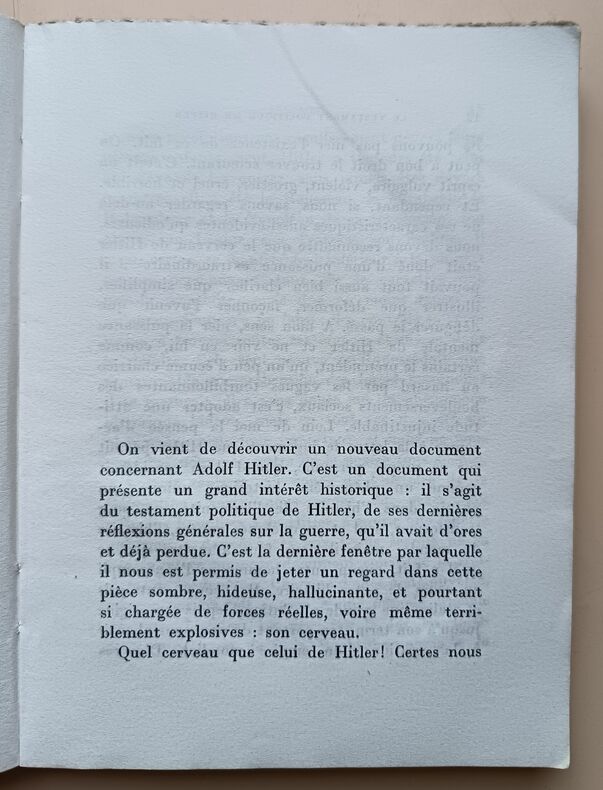 On vient de découvrir un nouveau document
concernant Adolf Hitler. C'est un document qui
présente un grand intérêt historique : il s'agit
du testament politique de Hitler, de ses dernières
réflexions générales sur la guerre, qu'il avait d'ores
et déjà perdue. C'est la dernière fenêtre par laquelle
il nous est permis de jeter un regard dans cette
pièce sombre, hideuse, hallucinante, et pourtant
si chargée de forces réelles, voire même terri-
blement explosives : son cerveau.
Quel cerveau que celui de Hitler! Certes nous